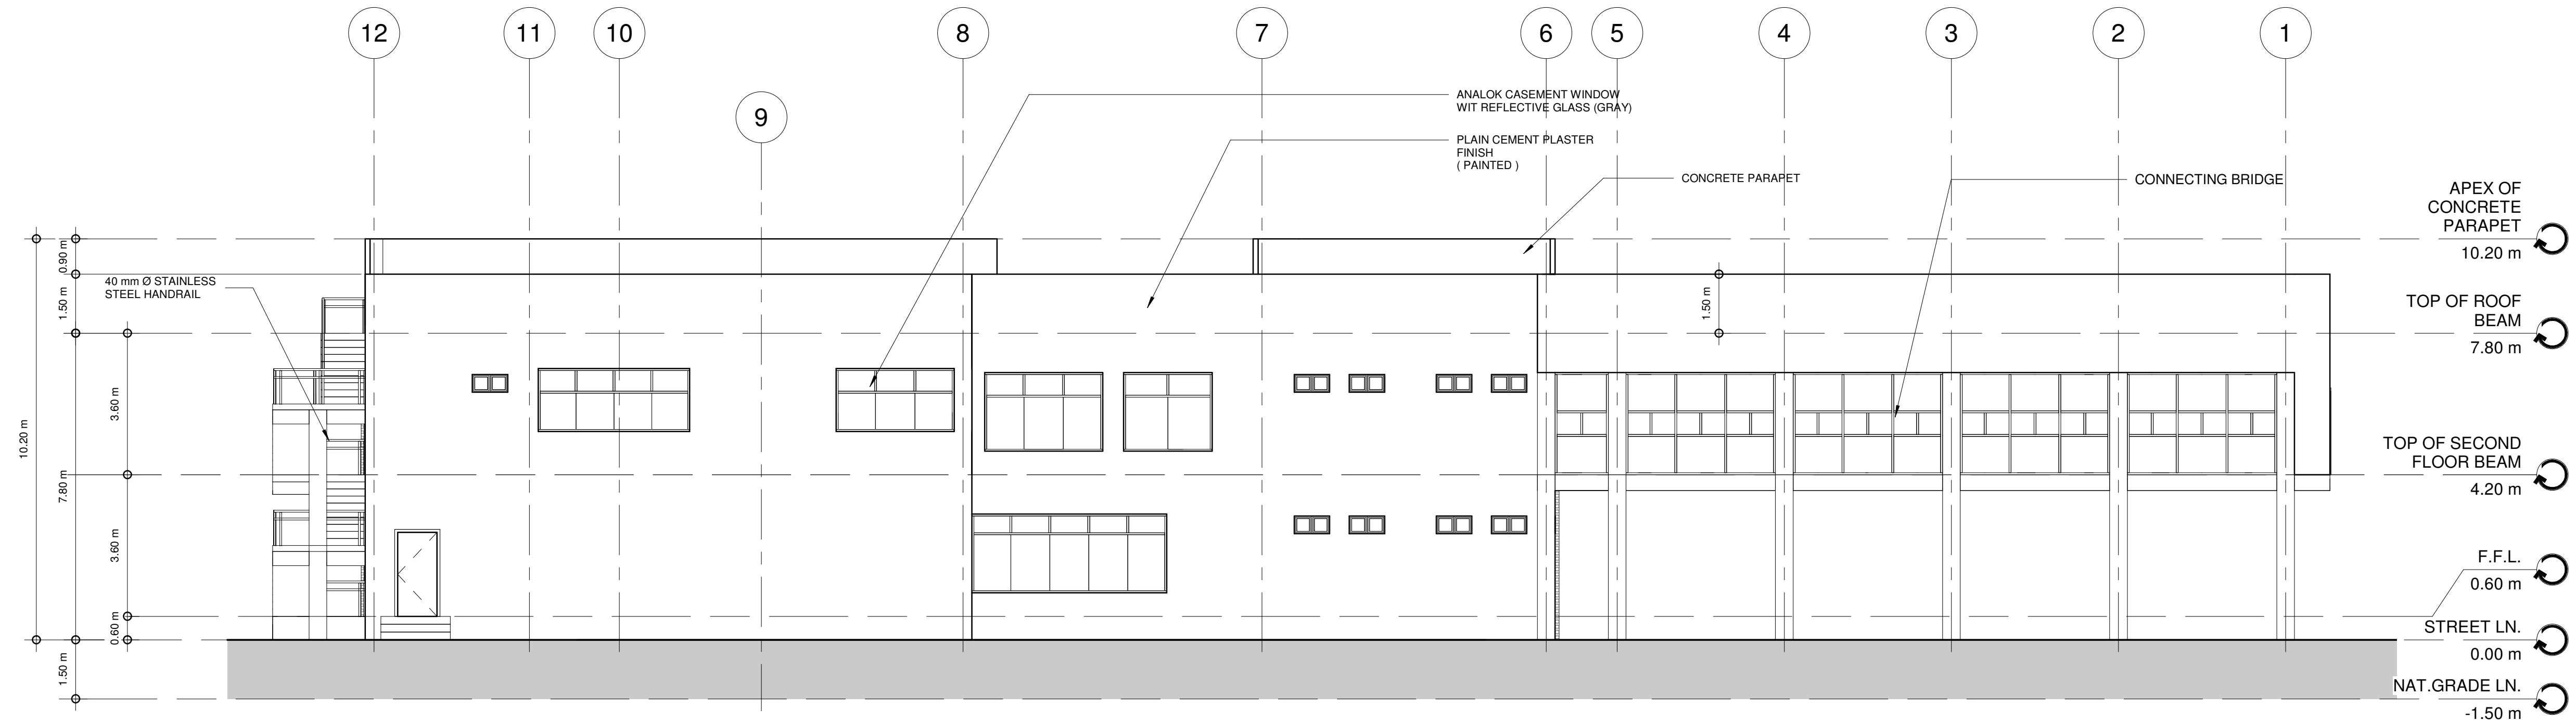 12
11
10
9
8
7
6
5
4
3
2
1
ANALOK CASEMENT WINDOW
WIT REFLECTIVE GLASS (GRAY)
PLAIN CEMENT PLASTER
FINISH
( PAINTED )
CONCRETE PARAPET
CONNECTING BRIDGE
40 mm Ø STAINLESS
STEEL HANDRAIL
10.20 m
0.90 m
1.50 m
7.80 m
1.50 m
3.60 m
3.60 m
0.60 m
1.50 m
APEX OF
CONCRETE
PARAPET
10.20 m
TOP OF ROOF
BEAM
7.80 m
TOP OF SECOND
FLOOR BEAM
4.20 m
F.F.L.
0.60 m
STREET LN.
0.00 m
NAT.GRADE LN.
-1.50 m